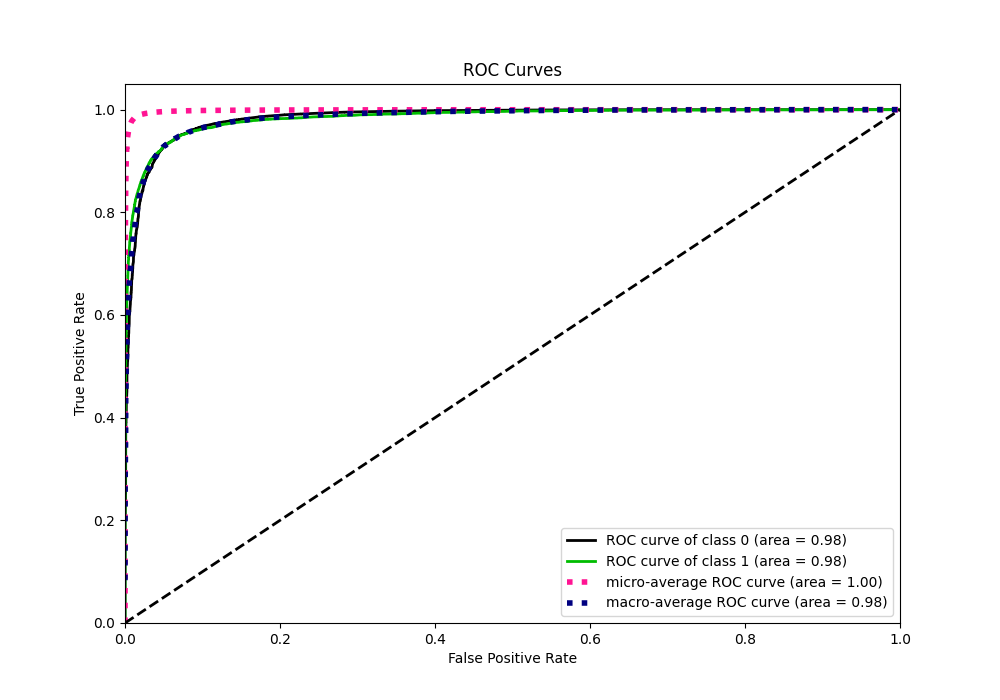 ROC Curves
1.0
0.8
0.6
0.4
0.2
0.0
True Positive Rate
0.0 0.2 0.4 0.6 0.8 1.0
False Positive Rate
ROC curve of class 0 (area = 0.98)
ROC curve of class 1 (area = 0.98)
micro-average ROC curve (area = 1.00)
macro-average ROC curve (area = 0.98)